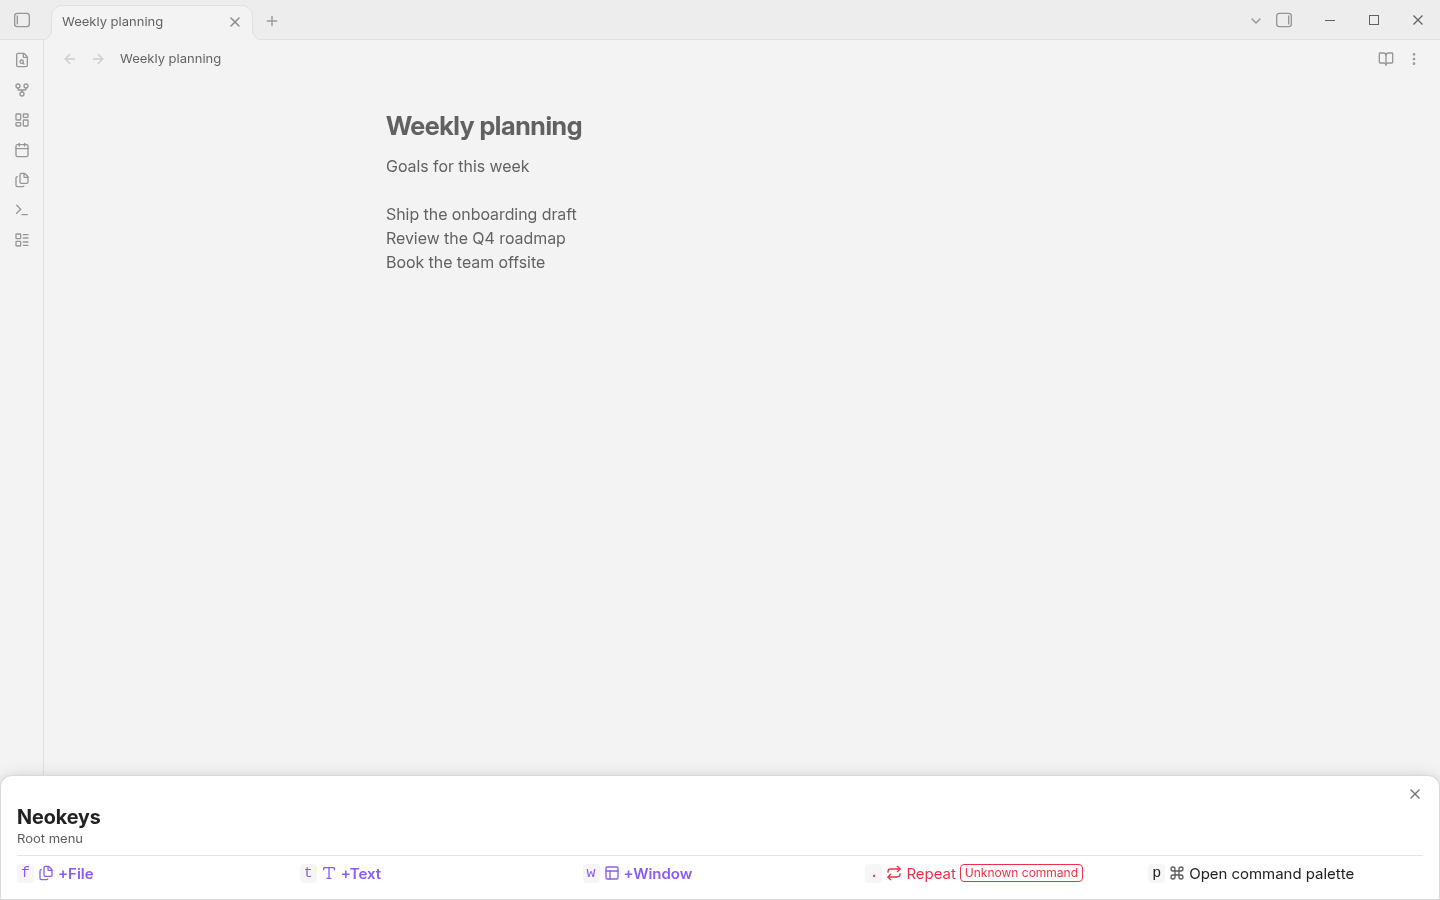 Weekly planning
Weekly planning
Weekly planning
Goals for this week
Ship the onboarding draft
Review the Q4 roadmap
Book the team offsite
Neokeys
Root menu
f +File t +Text w +Window . Repeat Unknown command p Open command palette